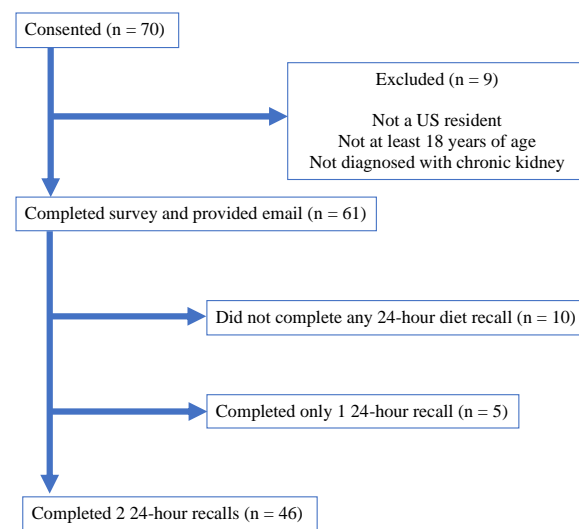 Consented (n = 70)
Excluded (n = 9)
Not a US resident
Not at least 18 years of age
Not diagnosed with chronic kidney
Completed survey and provided email (n = 61)
Did not complete any 24-hour diet recall (n = 10)
Completed only 1 24-hour recall (n = 5)
Completed 2 24-hour recalls (n = 46)